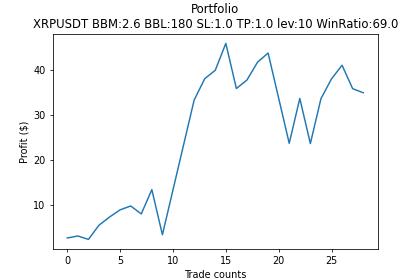 Portfolio
XRPUSDT BBM:2.6 BBL:180 SL:1.0 TP:1.0 lev:10 WinRatio:69.0
40
30
20
10
Profit ($)
0 5 10 15 20 25
Trade counts